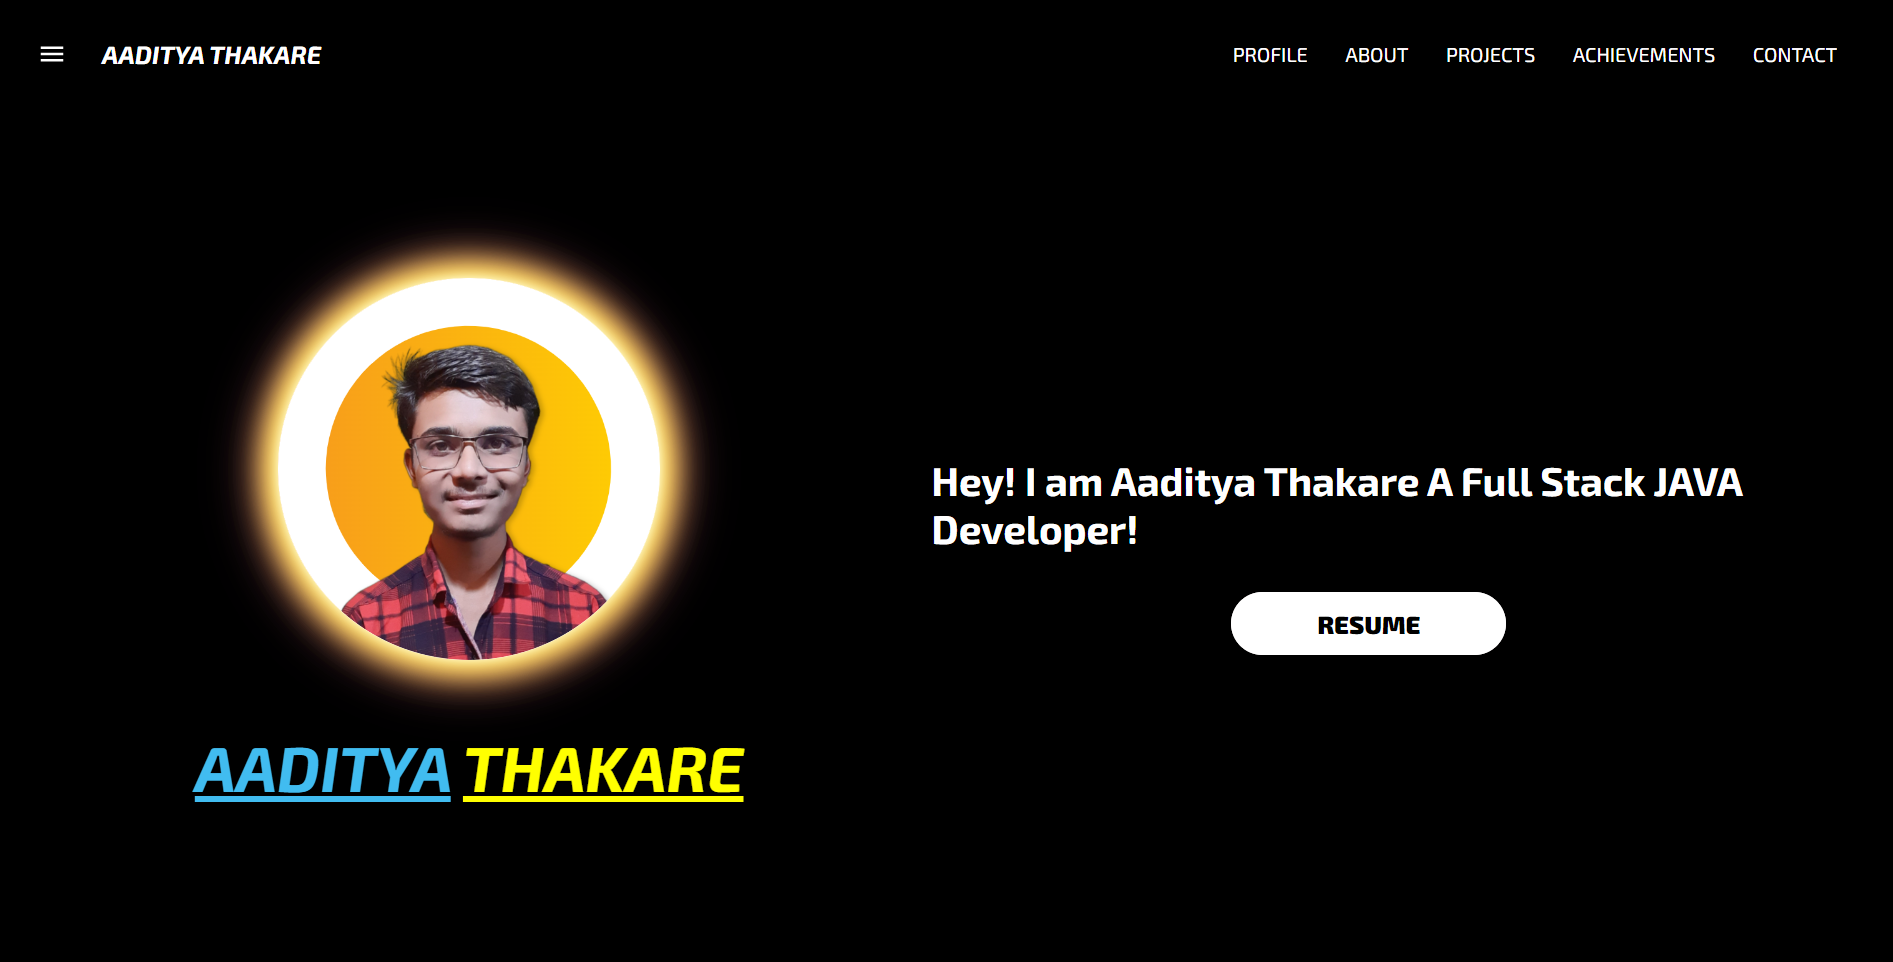 AADITYA THAKARE
PROFILE
ABOUT
PROJECTS
ACHIEVEMENTS
CONTACT
Hey! I am Aaditya Thakare A Full Stack JAVA
Developer!
RESUME
AADITYA THAKARE